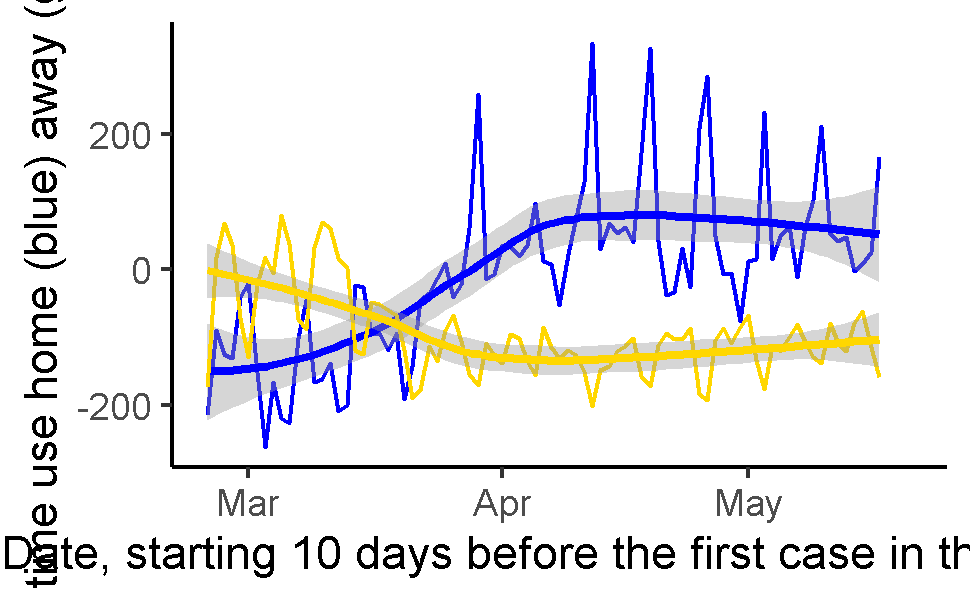 time use home (blue) away (
200
0
-200
Mar Apr May
Date, starting 10 days before the first case in th